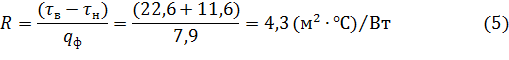 R = (τв − τн) / qф = (22,6 + 11,6) / 7,9 = 4,3 (м² · °С)/Вт (5)